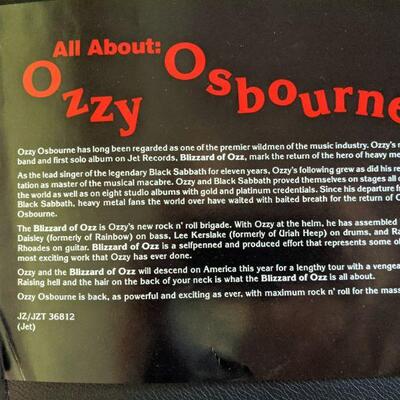 All About:
Ozzy Osbourne
Ozzy Osbourne has long been regarded as one of the premier wildmen of the music industry. Ozzy's
band and first solo album on Jet Records, Blizzard of Ozz, mark the return of the hero of heavy
As the lead singer of the legendary Black Sabbath for eleven years, Ozzy's following grew as did his
tation as master of the musical macabre. Ozzy and Black Sabbath proved themselves on stages all
the world as well as on eight studio albums with gold and platinum credentials. Since his departure
Black Sabbath, heavy metal fans the world over have waited with baited breath for the return of
Osbourne.
The Blizzard of Ozz is Ozzy's new rock n' roll brigade. With Ozzy at the helm, he has assembled
Daisley (formerly of Rainbow) on bass, Lee Kerslake (formerly of Uriah Heep) on drums, and
Rhoades on guitar. Blizzard of Ozz is a selfpenned and produced effort that represents some
most exciting work that Ozzy has ever done.
Ozzy and the Blizzard of Ozz will descend on America this year for a lengthy tour with a
Raising hell and the hair on the back of your neck is what the Blizzard of Ozz is all about.
Ozzy Osbourne is back, as powerful and exciting as ever, with maximum rock n' roll for the
JZ/JZT 36812
(Jet)